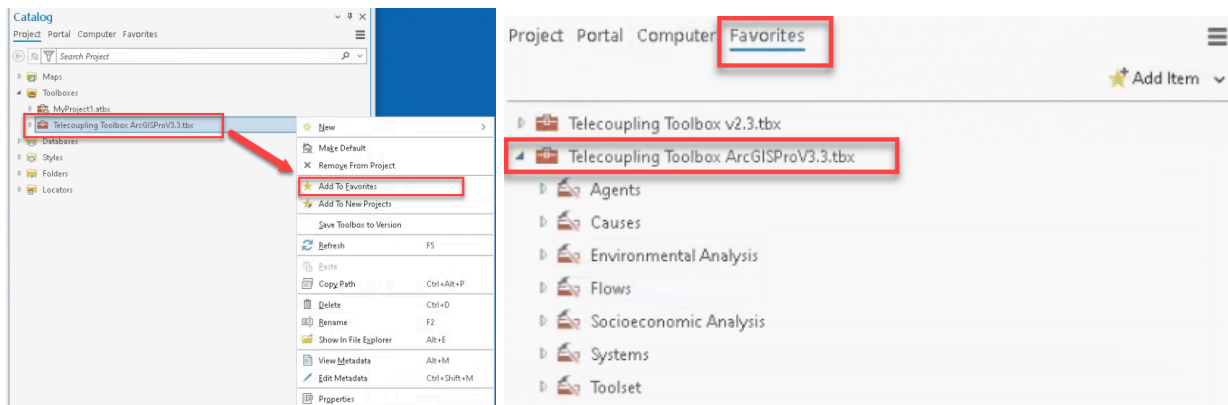 Catalog
Project Portal Computer Favorites
Search Project
Maps
Toolboxes
MyProject1.atbx
Telecoupling Toolbox ArcGISProV3.3.tbx
Databases
Styles
Folders
Locators
New
Make Default
Remove From Project
Add To Favorites
Add To New Projects
Save Toolbox to Version
Refresh F5
Paste
Copy Path Ctrl+Alt+P
Delete Ctrl+D
Rename F2
Show In File Explorer Alt+E
View Metadata Alt+M
Edit Metadata Ctrl+Shift+M
Properties
Project Portal Computer Favorites
Add Item
Telecoupling Toolbox v2.3.tbx
Telecoupling Toolbox ArcGISProV3.3.tbx
Agents
Causes
Environmental Analysis
Flows
Socioeconomic Analysis
Systems
Toolset